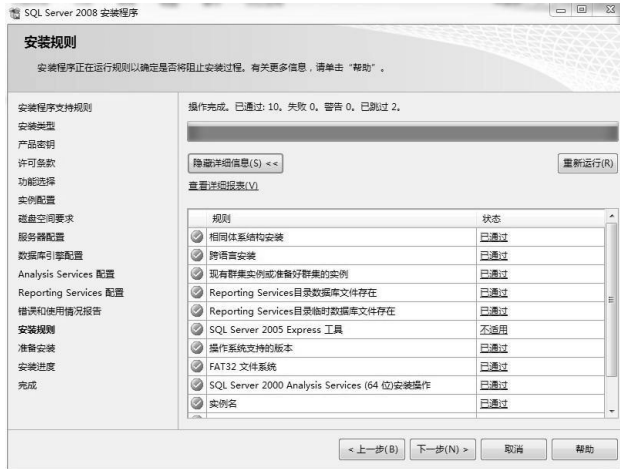 SQL Server 2008 安装程序
安装规则
安装程序正在运行规则以确定是否将阻止安装过程。有关更多信息，请单击“帮助”。
安装程序支持规则
安装类型
产品密钥
许可条款
功能选择
实例配置
磁盘空间要求
服务器配置
数据库引擎配置
Analysis Services 配置
Reporting Services 配置
错误和使用情况报告
安装规则
准备安装
安装进度
完成
操作完成。已通过: 10。失败 0。警告 0。已跳过 2。
隐藏详细信息(S) << 重新运行(R)
查看详细报表(V)
规则 状态
相同体系结构安装 已通过
跨语言安装 已通过
现有群集实例或准备好群集的实例 已通过
Reporting Services目录数据库文件存在 已通过
Reporting Services目录临时数据库文件存在 已通过
SQL Server 2005 Express 工具 不适用
操作系统支持的版本 已通过
FAT32 文件系统 已通过
SQL Server 2000 Analysis Services (64 位)安装操作 已通过
实例名 已通过
< 上一步(B) 下一步(N) > 取消 帮助